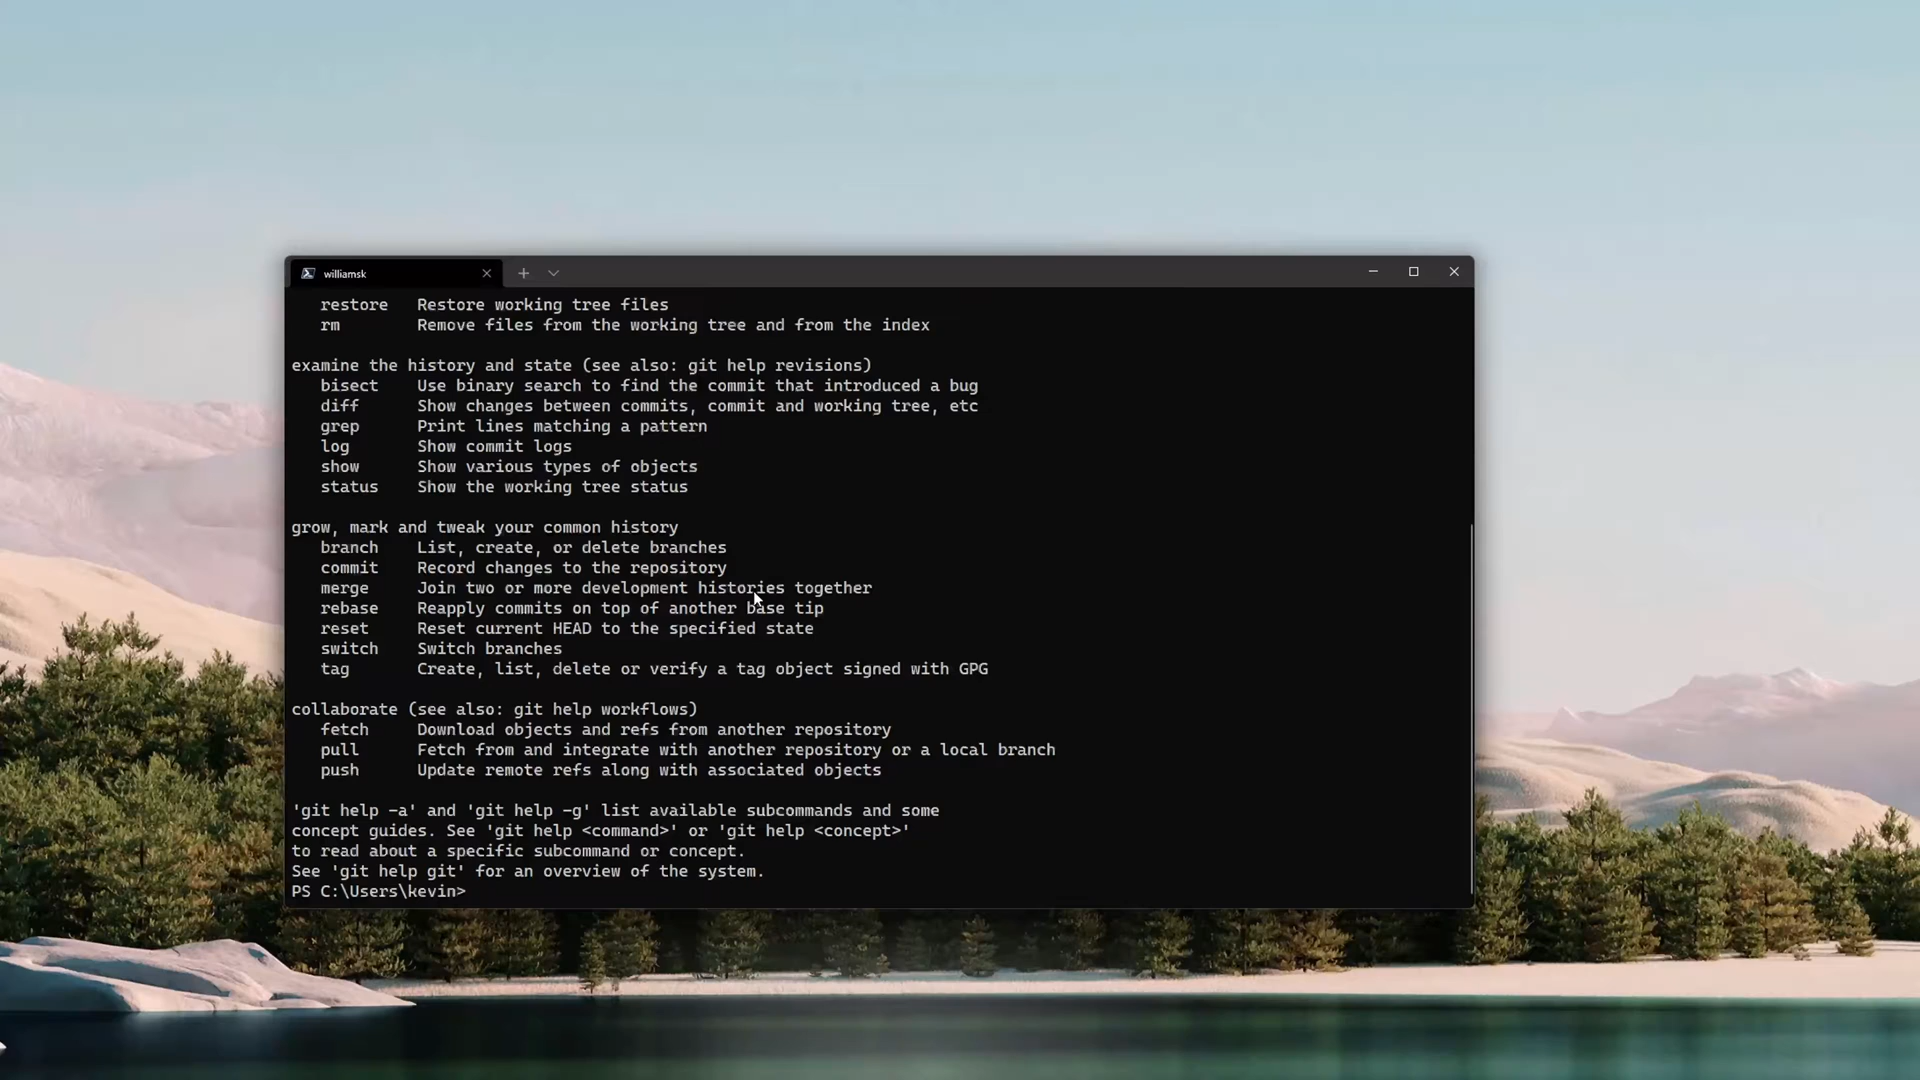 williamsk
restore   Restore working tree files
rm        Remove files from the working tree and from the index
examine the history and state (see also: git help revisions)
bisect    Use binary search to find the commit that introduced a bug
diff      Show changes between commits, commit and working tree, etc
grep      Print lines matching a pattern
log       Show commit logs
show      Show various types of objects
status    Show the working tree status
grow, mark and tweak your common history
branch    List, create, or delete branches
commit    Record changes to the repository
merge     Join two or more development histories together
rebase    Reapply commits on top of another base tip
reset     Reset current HEAD to the specified state
switch    Switch branches
tag       Create, list, delete or verify a tag object signed with GPG
collaborate (see also: git help workflows)
fetch     Download objects and refs from another repository
pull      Fetch from and integrate with another repository or a local branch
push      Update remote refs along with associated objects
'git help -a' and 'git help -g' list available subcommands and some
concept guides. See 'git help <command>' or 'git help <concept>'
to read about a specific subcommand or concept.
See 'git help git' for an overview of the system.
PS C:\Users\kevin>